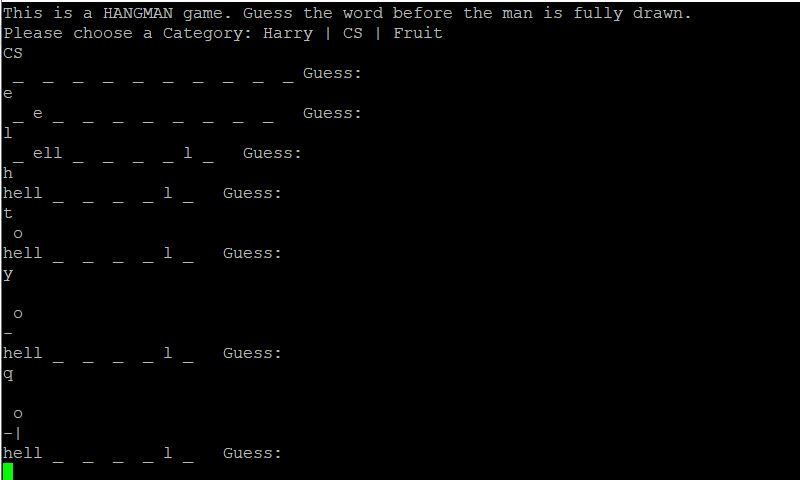 This is a HANGMAN game. Guess the word before the man is fully drawn.
Please choose a Category: Harry | CS | Fruit
CS
_ _ _ _ _ _ _ _ _ _ Guess:
e
_ e _ _ _ _ _ _ _ _ Guess:
l
_ ell _ _ _ _ l _ Guess:
h
hell _ _ _ _ l _ Guess:
t
o
hell _ _ _ _ l _ Guess:
y
o
-
hell _ _ _ _ l _ Guess:
q
o
-|
hell _ _ _ _ l _ Guess: